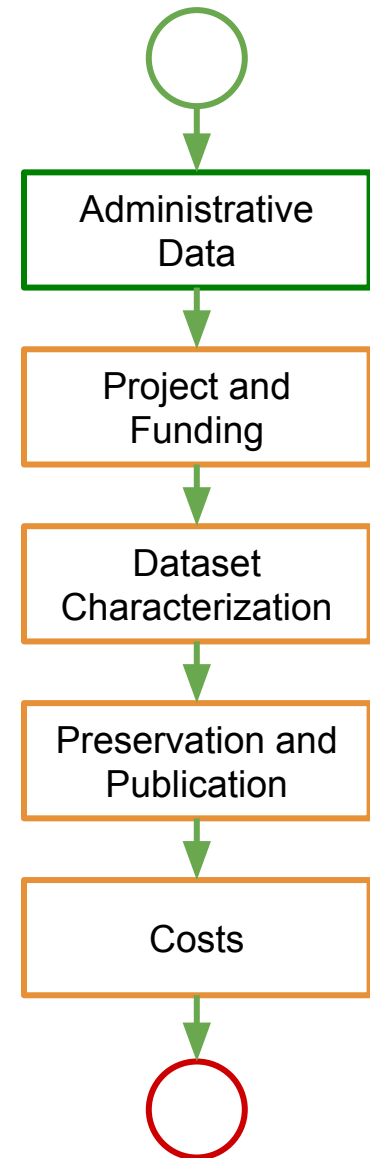 Administrative
Data
Project and
Funding
Dataset
Characterization
Preservation and
Publication
Costs